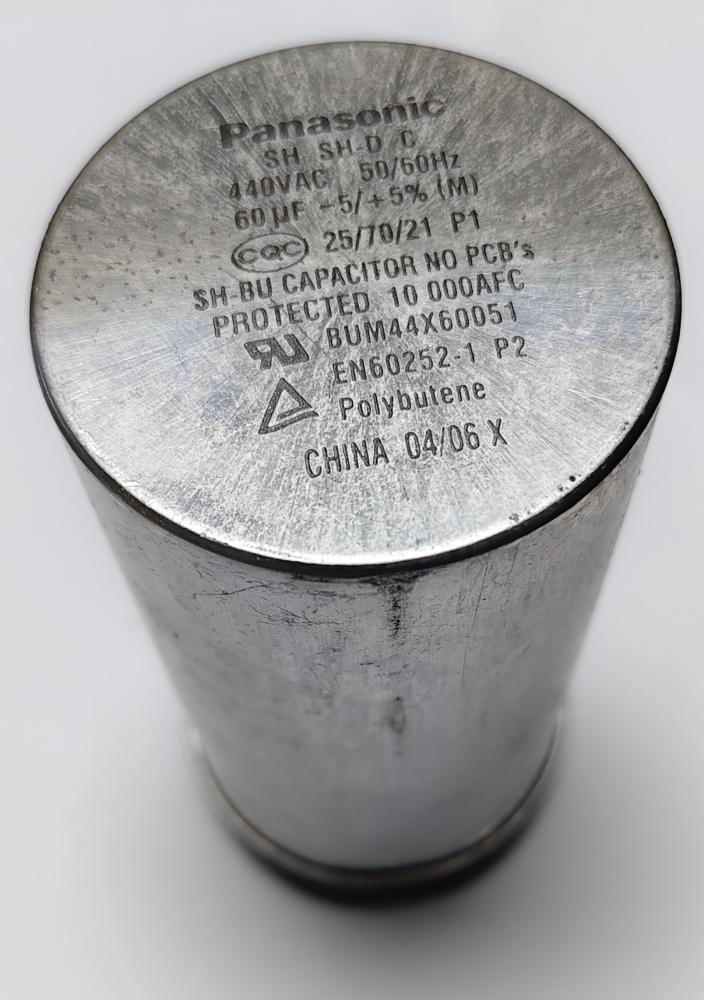 Panasonic
SH SH-D C
440VAC 50/60Hz
60 µF -5/+5% (M)
CQC 25/70/21 P1
SH-BU CAPACITOR NO PCB's
PROTECTED 10 000AFC
BUM44X60051
EN60252-1 P2
Polybutene
CHINA 04/06 X